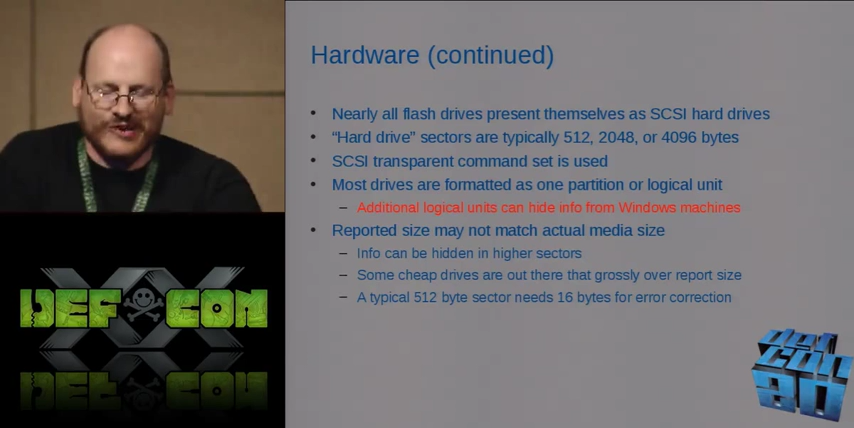 Hardware (continued)
• Nearly all flash drives present themselves as SCSI hard drives
• “Hard drive” sectors are typically 512, 2048, or 4096 bytes
• SCSI transparent command set is used
• Most drives are formatted as one partition or logical unit
– Additional logical units can hide info from Windows machines
• Reported size may not match actual media size
– Info can be hidden in higher sectors
– Some cheap drives are out there that grossly over report size
– A typical 512 byte sector needs 16 bytes for error correction
XX
DEF CON
def
con
20